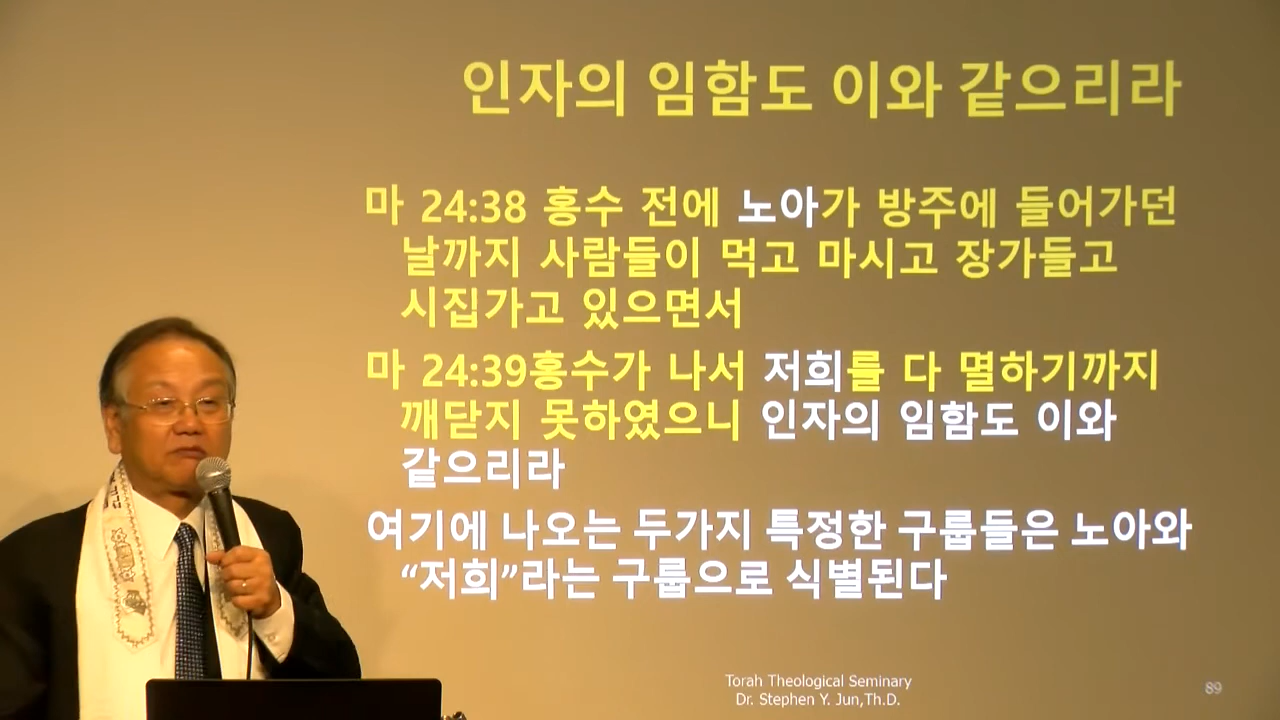 인자의 임함도 이와 같으리라
마 24:38 홍수 전에 노아가 방주에 들어가던
날까지 사람들이 먹고 마시고 장가들고
시집가고 있으면서
마 24:39홍수가 나서 저희를 다 멸하기까지
깨닫지 못하였으니 인자의 임함도 이와
같으리라
여기에 나오는 두가지 특정한 구룹들은 노아와
“저희”라는 구룹으로 식별된다
Torah Theological Seminary
Dr. Stephen Y. Jun,Th.D.
89